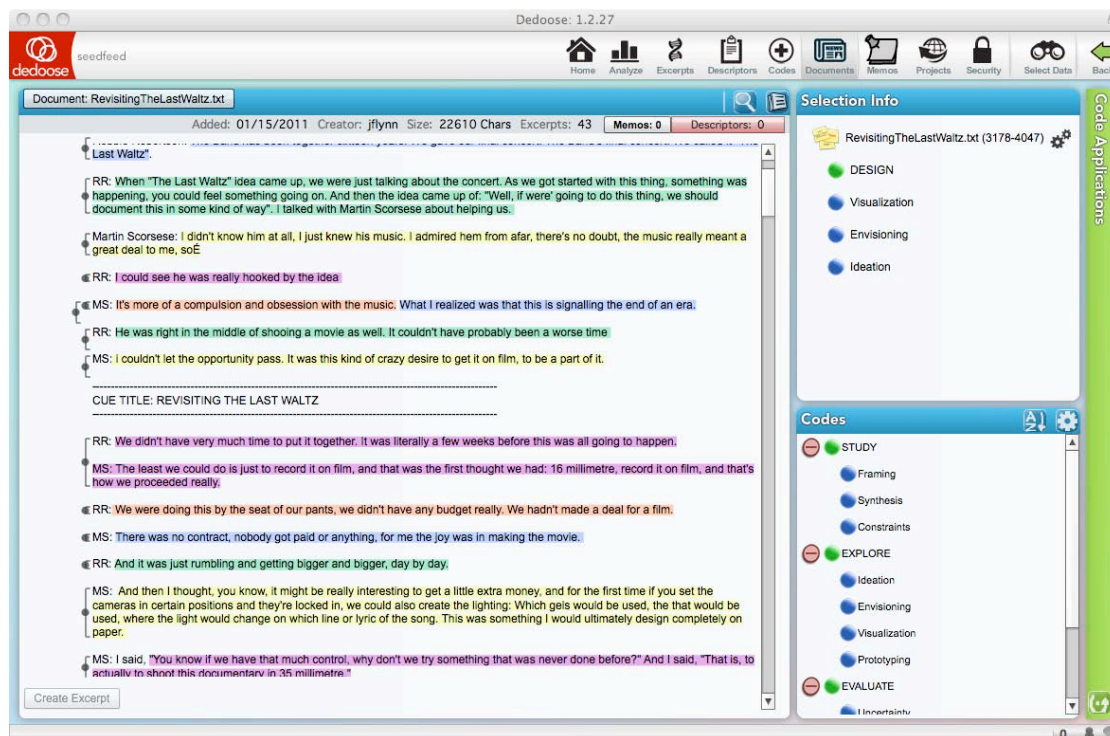 Dedoose: 1.2.27
dedoose
seedfeed
Home
Analyze
Excerpts
Descriptors
Codes
Documents
Memos
Projects
Security
Select Data
Back
Document: RevisitingTheLastWaltz.txt
Added: 01/15/2011 Creator: jflynn Size: 22610 Chars Excerpts: 43 Memos: 0 Descriptors: 0
Last Waltz".
RR: When "The Last Waltz" idea came up, we were just talking about the concert. As we got started with this thing, something was
happening, you could feel something going on. And then the idea came up of: "Well, if were' going to do this thing, we should
document this in some kind of way". I talked with Martin Scorsese about helping us.
Martin Scorsese: I didn't know him at all, I just knew his music. I admired hem from afar, there's no doubt, the music really meant a
great deal to me, soÉ
RR: I could see he was really hooked by the idea
MS: It's more of a compulsion and obsession with the music. What I realized was that this is signalling the end of an era.
RR: He was right in the middle of shooing a movie as well. It couldn't have probably been a worse time
MS: i couldn't let the opportunity pass. It was this kind of crazy desire to get it on film, to be a part of it.
CUE TITLE: REVISITING THE LAST WALTZ
RR: We didn't have very much time to put it together. It was literally a few weeks before this was all going to happen.
MS: The least we could do is just to record it on film, and that was the first thought we had: 16 millimetre, record it on film, and that's
how we proceeded really.
RR: We were doing this by the seat of our pants, we didn't have any budget really. We hadn't made a deal for a film.
MS: There was no contract, nobody got paid or anything, for me the joy was in making the movie.
RR: And it was just rumbling and getting bigger and bigger, day by day.
MS: And then I thought, you know, it might be really interesting to get a little extra money, and for the first time if you set the
cameras in certain positions and they're locked in, we could also create the lighting: Which gels would be used, the that would be
used, where the light would change on which line or lyric of the song. This was something I would ultimately design completely on
paper.
MS: I said, "You know if we have that much control, why don't we try something that was never done before?" And I said, "That is, to
actually to shoot this documentary in 35 millimetre."
Create Excerpt
Selection Info
RevisitingTheLastWaltz.txt (3178-4047)
DESIGN
Visualization
Envisioning
Ideation
Codes
STUDY
Framing
Synthesis
Constraints
EXPLORE
Ideation
Envisioning
Visualization
Prototyping
EVALUATE
Uncertainty
Code Applications
0